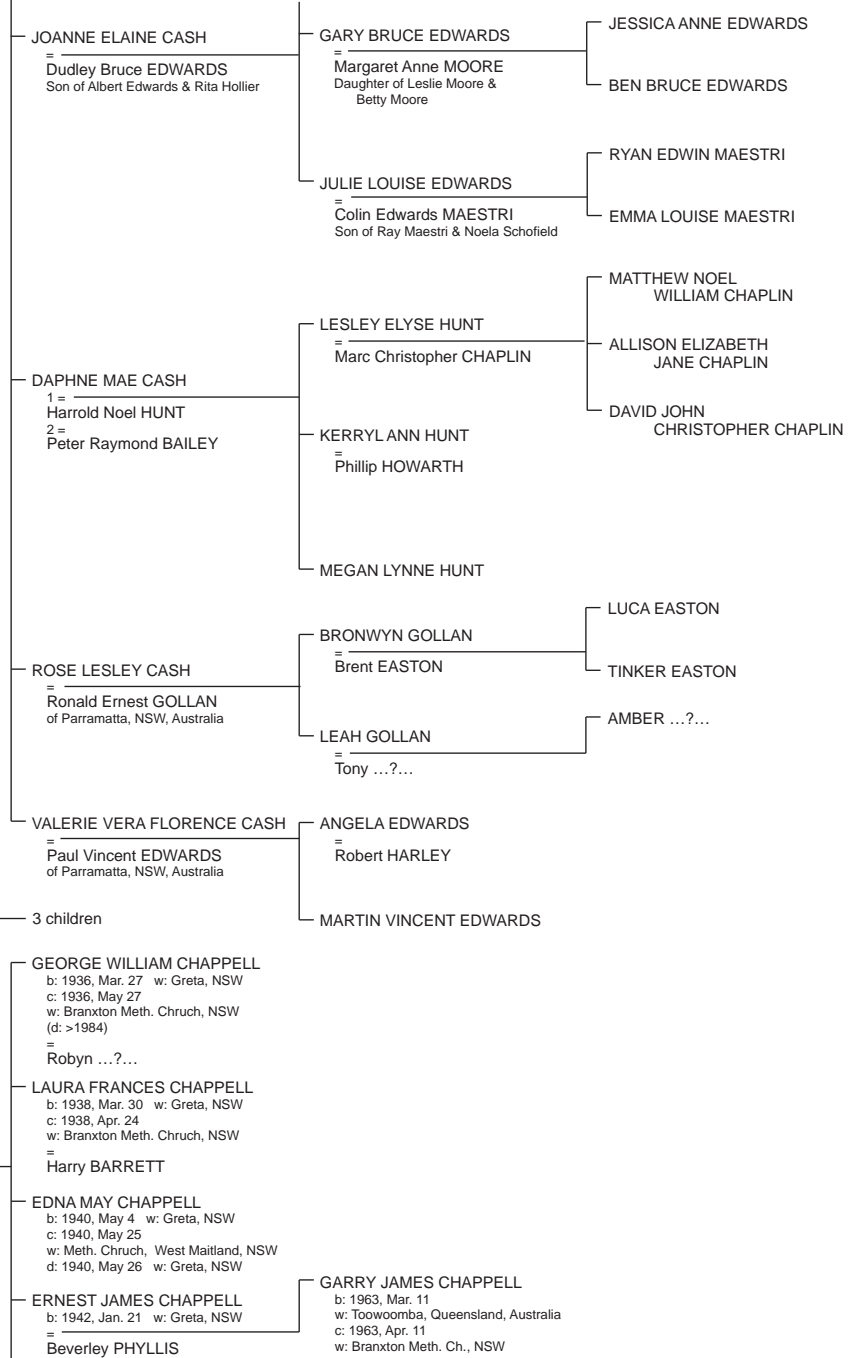 JOANNE ELAINE CASH
=
Dudley Bruce EDWARDS
Son of Albert Edwards & Rita Hollier
GARY BRUCE EDWARDS
=
Margaret Anne MOORE
Daughter of Leslie Moore &
Betty Moore
JESSICA ANNE EDWARDS
BEN BRUCE EDWARDS
JULIE LOUISE EDWARDS
=
Colin Edwards MAESTRI
Son of Ray Maestri & Noela Schofield
RYAN EDWIN MAESTRI
EMMA LOUISE MAESTRI
DAPHNE MAE CASH
1 =
Harrold Noel HUNT
2 =
Peter Raymond BAILEY
LESLEY ELYSE HUNT
=
Marc Christopher CHAPLIN
MATTHEW NOEL
WILLIAM CHAPLIN
ALLISON ELIZABETH
JANE CHAPLIN
DAVID JOHN
CHRISTOPHER CHAPLIN
KERRYL ANN HUNT
=
Phillip HOWARTH
MEGAN LYNNE HUNT
ROSE LESLEY CASH
=
Ronald Ernest GOLLAN
of Parramatta, NSW, Australia
BRONWYN GOLLAN
=
Brent EASTON
LUCA EASTON
TINKER EASTON
LEAH GOLLAN
=
Tony …?…
AMBER …?…
VALERIE VERA FLORENCE CASH
=
Paul Vincent EDWARDS
of Parramatta, NSW, Australia
ANGELA EDWARDS
=
Robert HARLEY
MARTIN VINCENT EDWARDS
3 children
GEORGE WILLIAM CHAPPELL
b: 1936, Mar. 27 w: Greta, NSW
c: 1936, May 27
w: Branxton Meth. Chruch, NSW
(d: >1984)
=
Robyn …?…
LAURA FRANCES CHAPPELL
b: 1938, Mar. 30 w: Greta, NSW
c: 1938, Apr. 24
w: Branxton Meth. Chruch, NSW
=
Harry BARRETT
EDNA MAY CHAPPELL
b: 1940, May 4 w: Greta, NSW
c: 1940, May 25
w: Meth. Chruch, West Maitland, NSW
d: 1940, May 26 w: Greta, NSW
ERNEST JAMES CHAPPELL
b: 1942, Jan. 21 w: Greta, NSW
=
Beverley PHYLLIS
GARRY JAMES CHAPPELL
b: 1963, Mar. 11
w: Toowoomba, Queensland, Australia
c: 1963, Apr. 11
w: Branxton Meth. Ch., NSW